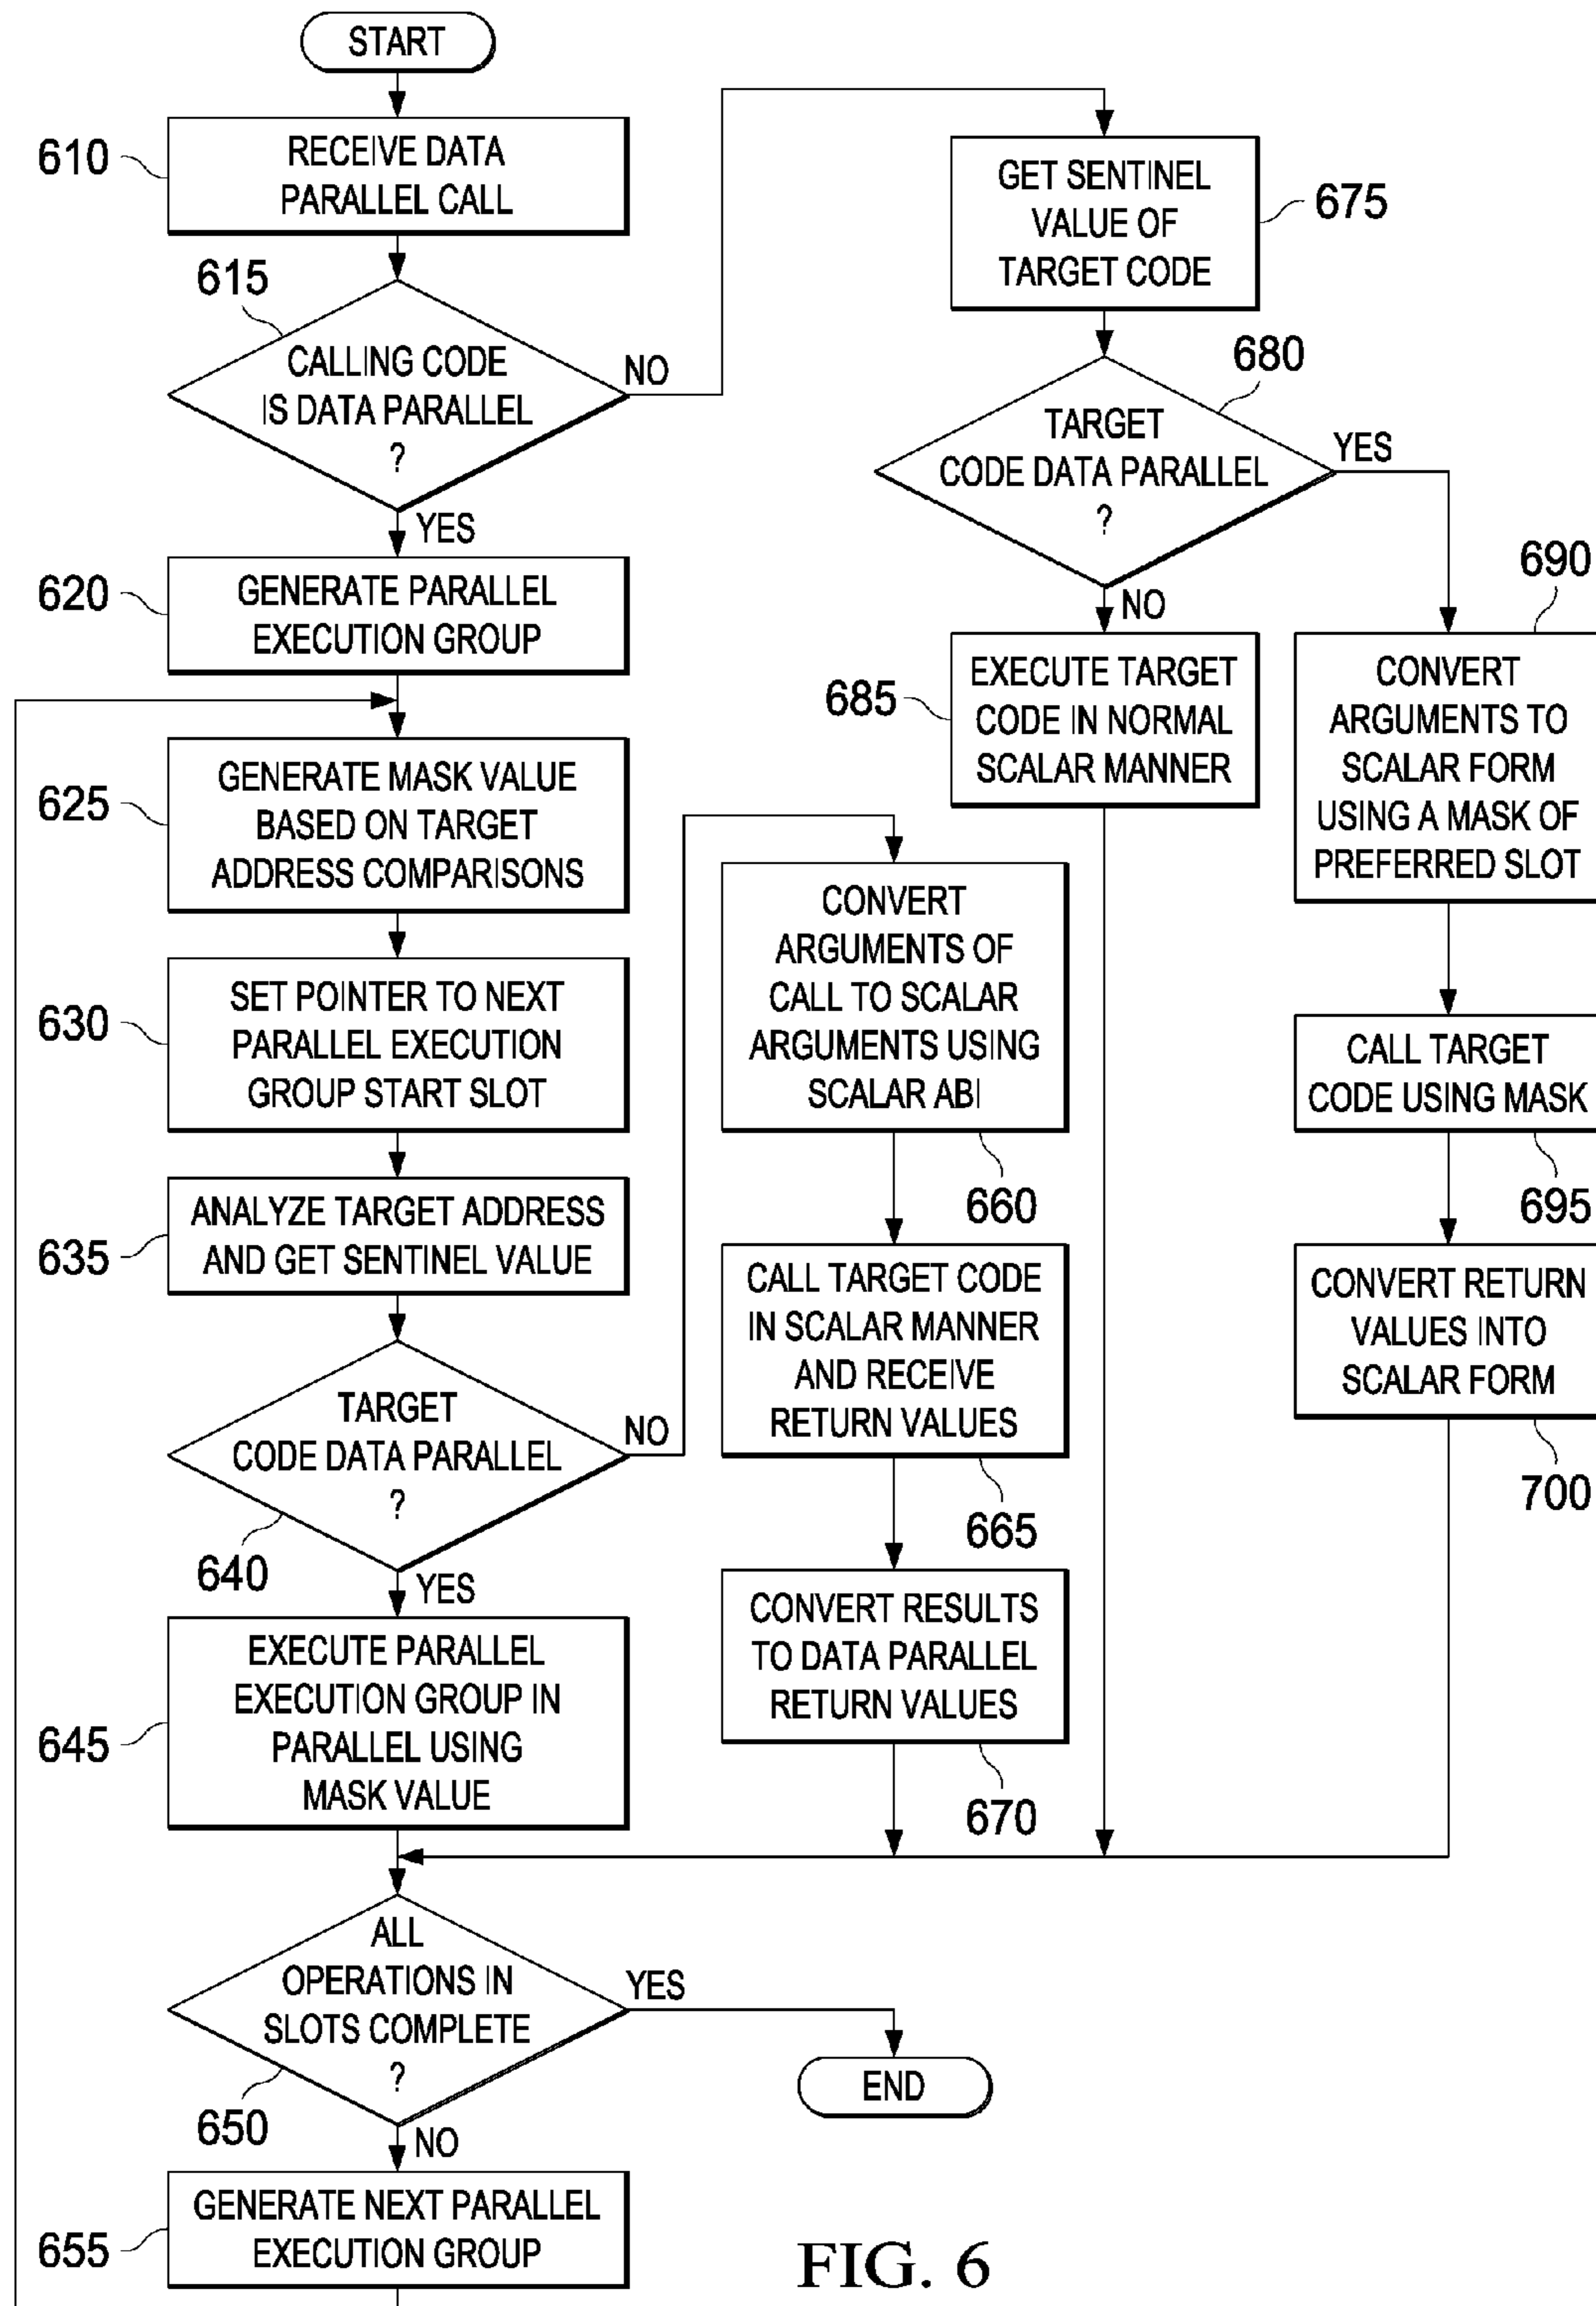 START
610
RECEIVE DATA
PARALLEL CALL
615
CALLING CODE
IS DATA PARALLEL
?
NO
YES
620
GENERATE PARALLEL
EXECUTION GROUP
625
GENERATE MASK VALUE
BASED ON TARGET
ADDRESS COMPARISONS
630
SET POINTER TO NEXT
PARALLEL EXECUTION
GROUP START SLOT
635
ANALYZE TARGET ADDRESS
AND GET SENTINEL VALUE
TARGET
CODE DATA PARALLEL
?
NO
640
YES
645
EXECUTE PARALLEL
EXECUTION GROUP IN
PARALLEL USING
MASK VALUE
ALL
OPERATIONS IN
SLOTS COMPLETE
?
YES
650
NO
655
GENERATE NEXT PARALLEL
EXECUTION GROUP
END
CONVERT
ARGUMENTS OF
CALL TO SCALAR
ARGUMENTS USING
SCALAR ABI
660
CALL TARGET CODE
IN SCALAR MANNER
AND RECEIVE
RETURN VALUES
665
CONVERT RESULTS
TO DATA PARALLEL
RETURN VALUES
670
GET SENTINEL
VALUE OF
TARGET CODE
675
680
TARGET
CODE DATA PARALLEL
?
YES
NO
685
EXECUTE TARGET
CODE IN NORMAL
SCALAR MANNER
690
CONVERT
ARGUMENTS TO
SCALAR FORM
USING A MASK OF
PREFERRED SLOT
CALL TARGET
CODE USING MASK
695
CONVERT RETURN
VALUES INTO
SCALAR FORM
700
FIG. 6